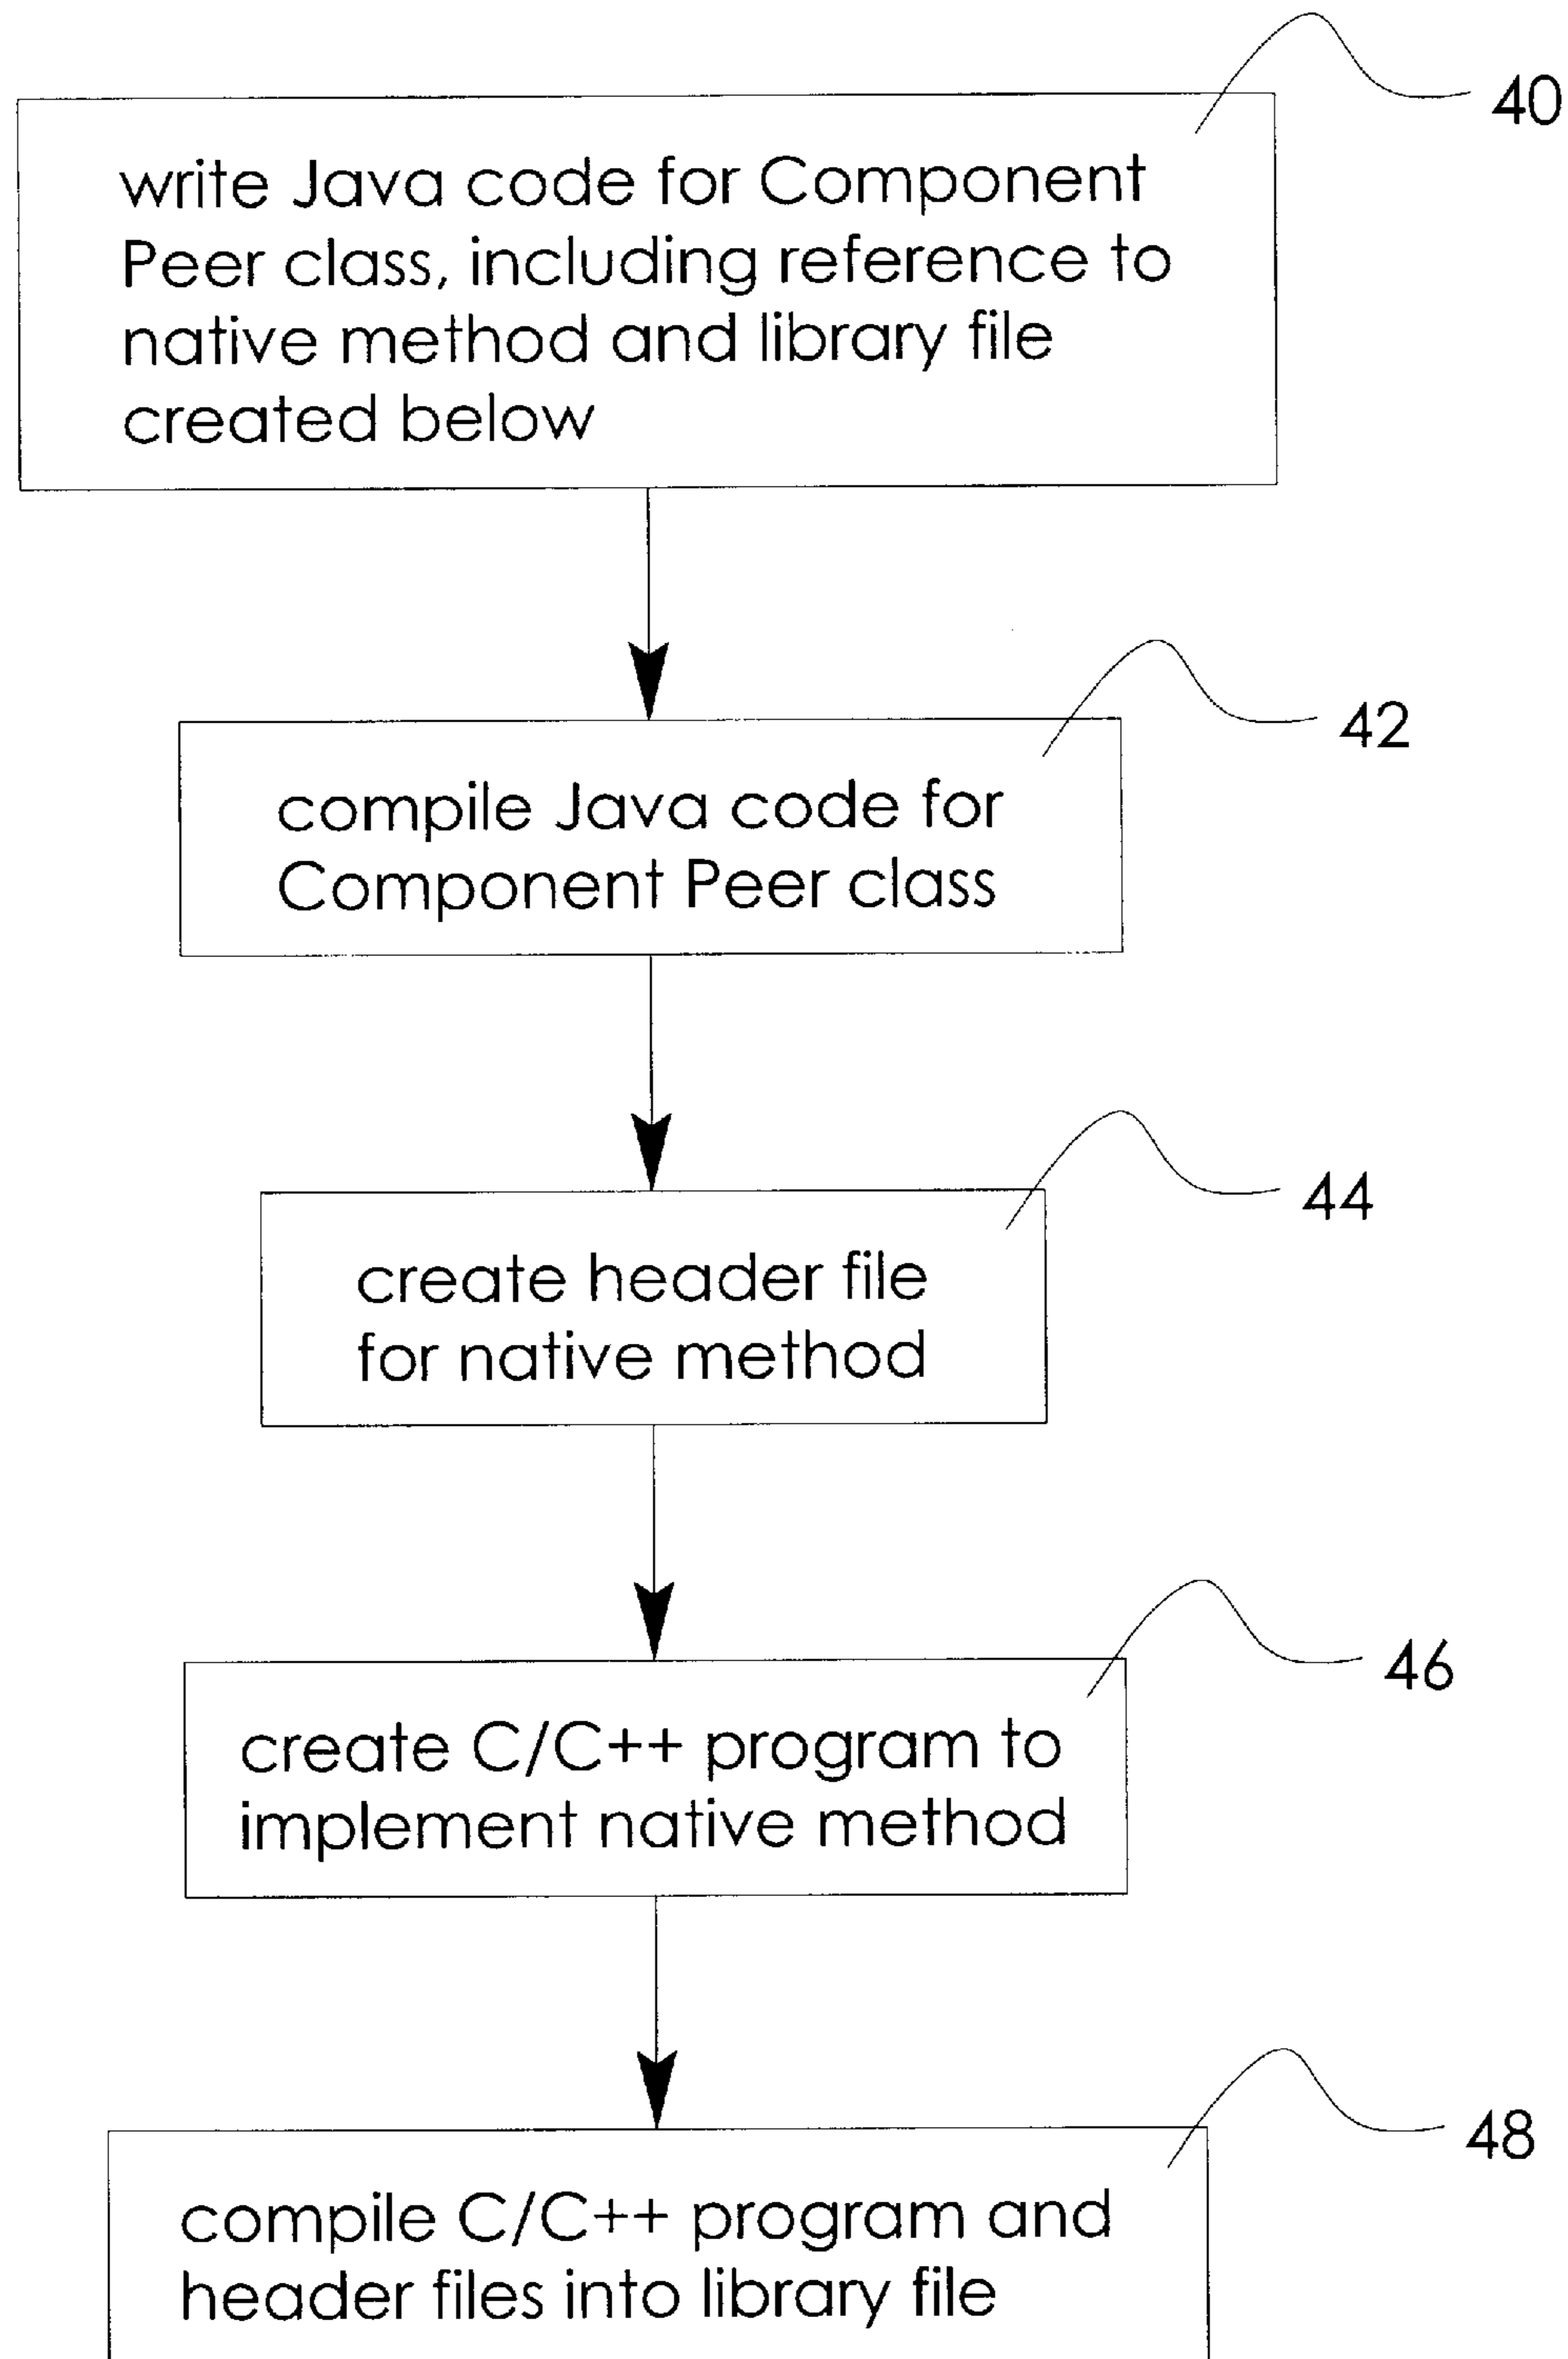 40
write Java code for Component
Peer class, including reference to
native method and library file
created below
42
compile Java code for
Component Peer class
44
create header file
for native method
46
create C/C++ program to
implement native method
48
compile C/C++ program and
header files into library file